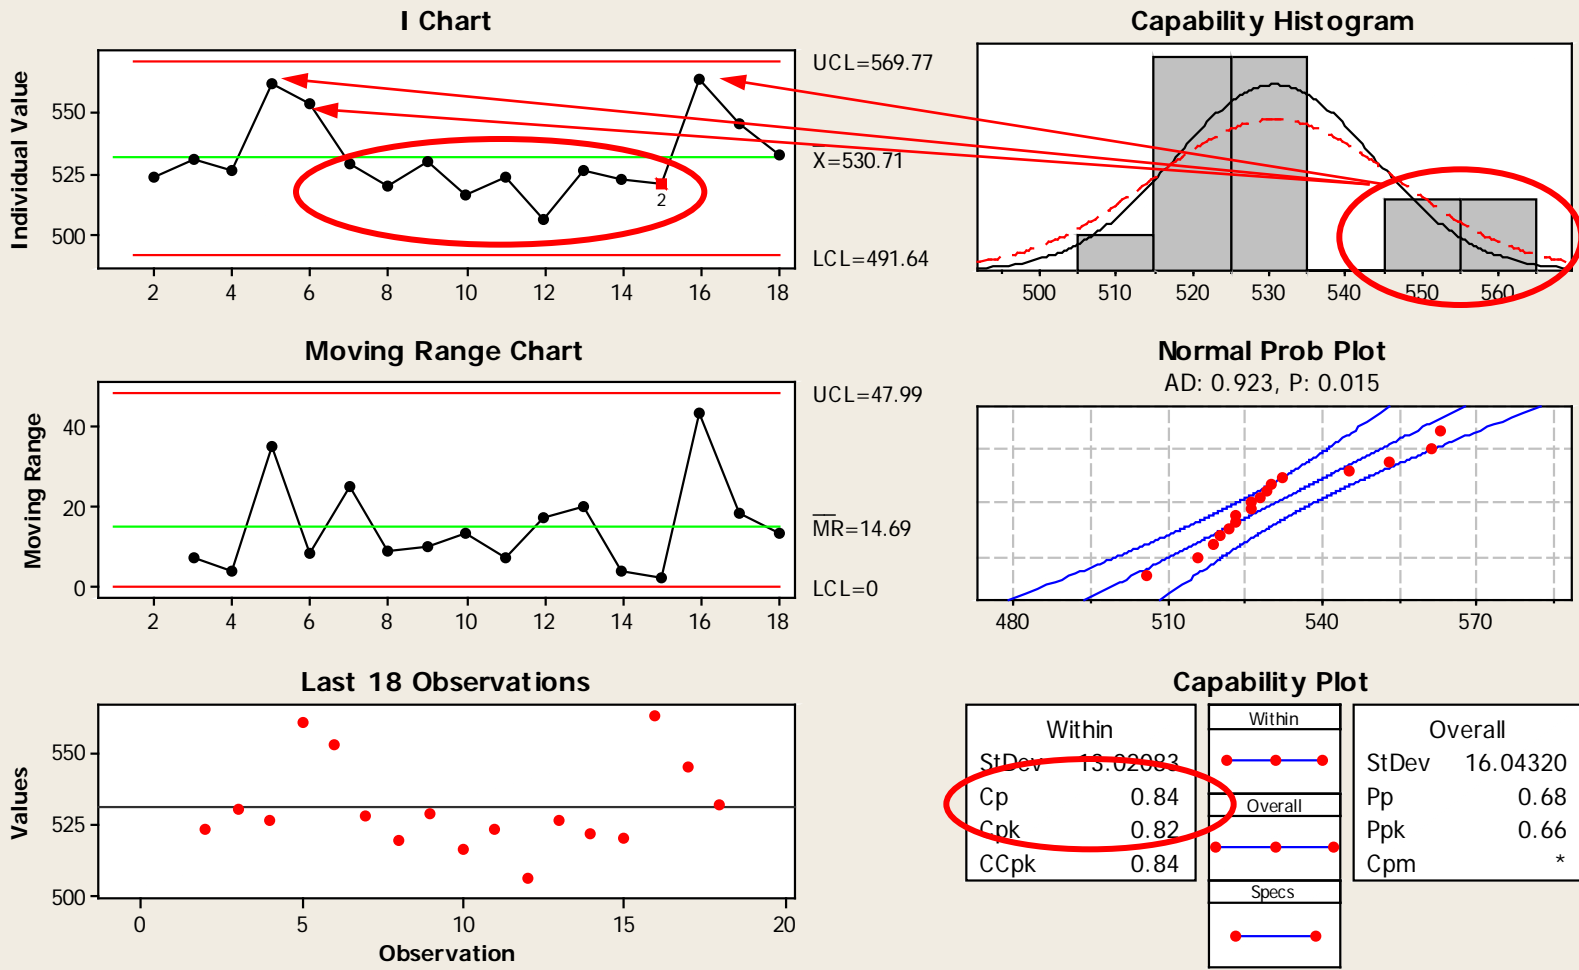 I Chart
Individual Value
550
525
500
UCL=569.77
X=530.71
LCL=491.64
2
2 4 6 8 10 12 14 16 18
Capability Histogram
500 510 520 530 540 550 560
Moving Range Chart
Moving Range
40
20
0
UCL=47.99
MR=14.69
LCL=0
2 4 6 8 10 12 14 16 18
Normal Prob Plot
AD: 0.923, P: 0.015
480 510 540 570
Last 18 Observations
Values
550
525
500
0 5 10 15 20
Observation
Capability Plot
Within
StDev 13.02083
Cp 0.84
Cpk 0.82
CCpk 0.84
Within
Overall
Specs
Overall
StDev 16.04320
Pp 0.68
Ppk 0.66
Cpm *